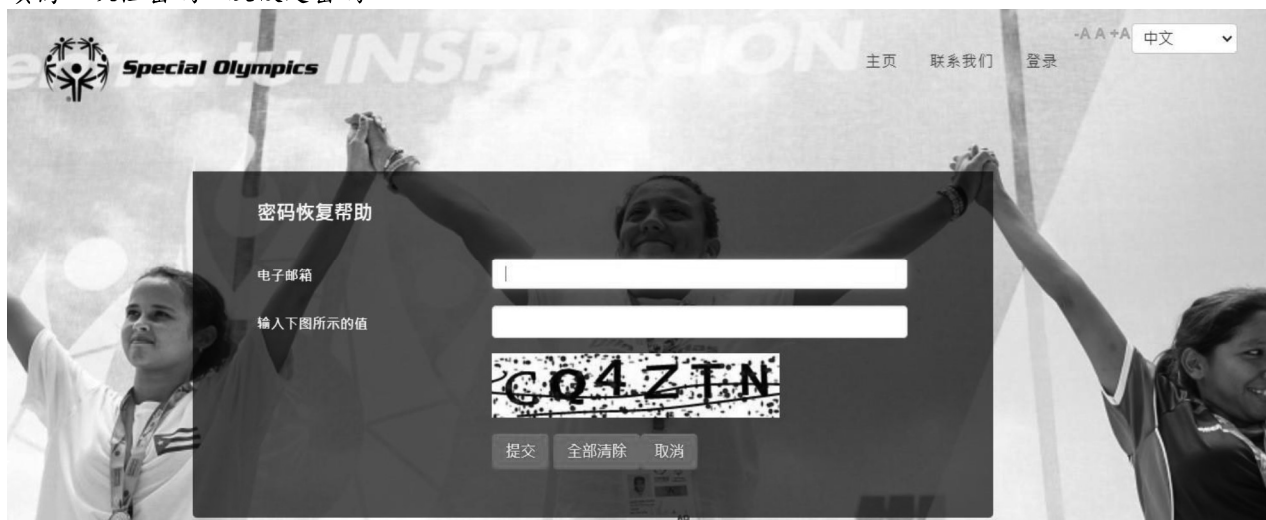 -A A +A 中文
Special Olympics
INSPIRACION
主页 联系我们 登录
密码恢复帮助
电子邮箱
输入下图所示的值
CQ4ZTN
提交 全部清除 取消